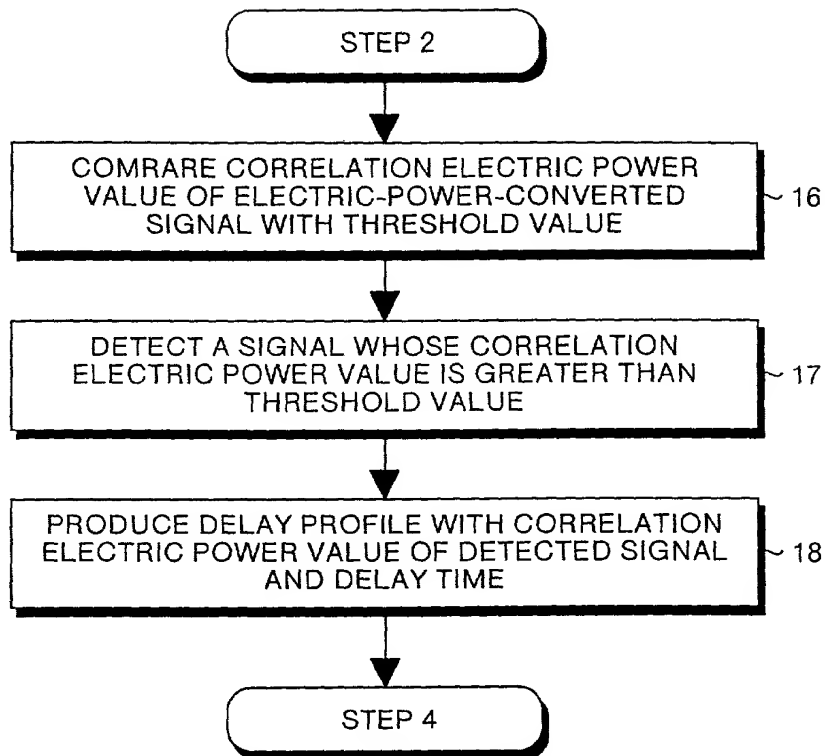 STEP 2
COMRARE CORRELATION ELECTRIC POWER
VALUE OF ELECTRIC-POWER-CONVERTED
SIGNAL WITH THRESHOLD VALUE
16
DETECT A SIGNAL WHOSE CORRELATION
ELECTRIC POWER VALUE IS GREATER THAN
THRESHOLD VALUE
17
PRODUCE DELAY PROFILE WITH CORRELATION
ELECTRIC POWER VALUE OF DETECTED SIGNAL
AND DELAY TIME
18
STEP 4